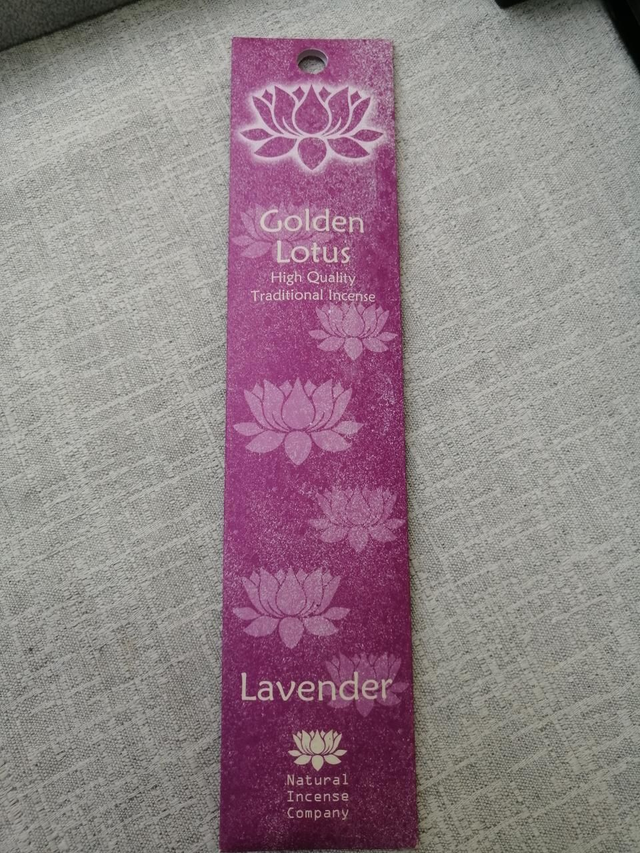 Golden
Lotus
High Quality
Traditional Incense
Lavender
Natural
Incense
Company